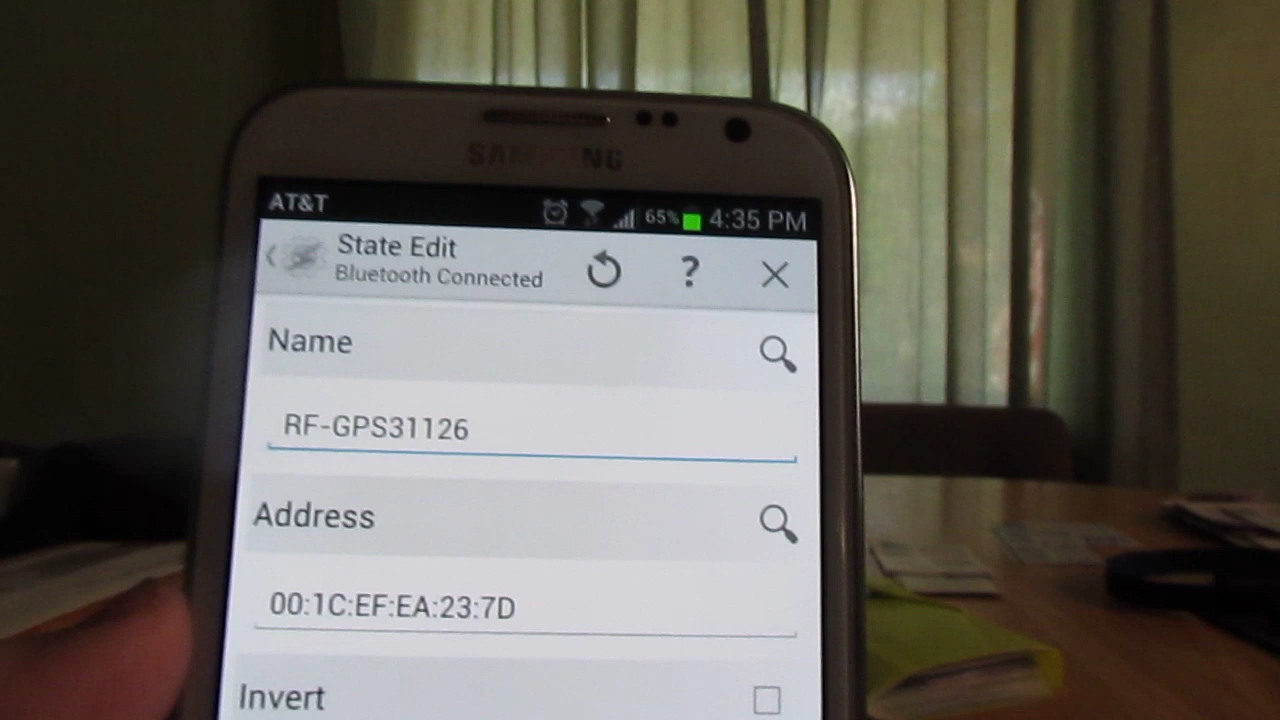 SAMSUNG
AT&T 65% 4:35 PM
State Edit
Bluetooth Connected
?
Name
RF-GPS31126
Address
00:1C:EF:EA:23:7D
Invert